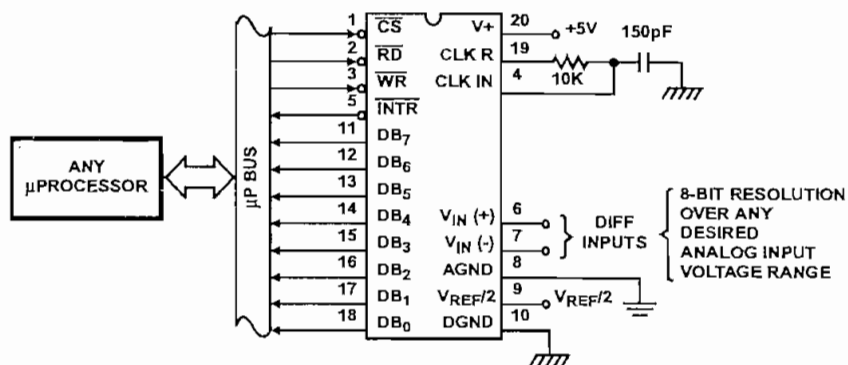 ANY
μPROCESSOR
μP BUS
1 CS
2 RD
3 WR
5 INTR
11 DB7
12 DB6
13 DB5
14 DB4
15 DB3
16 DB2
17 DB1
18 DB0
V+ 20 +5V
CLK R 19 10K 150pF
CLK IN 4
VIN (+) 6
VIN (-) 7
AGND 8
VREF/2 9 VREF/2
DGND 10
DIFF
INPUTS
8-BIT RESOLUTION
OVER ANY
DESIRED
ANALOG INPUT
VOLTAGE RANGE